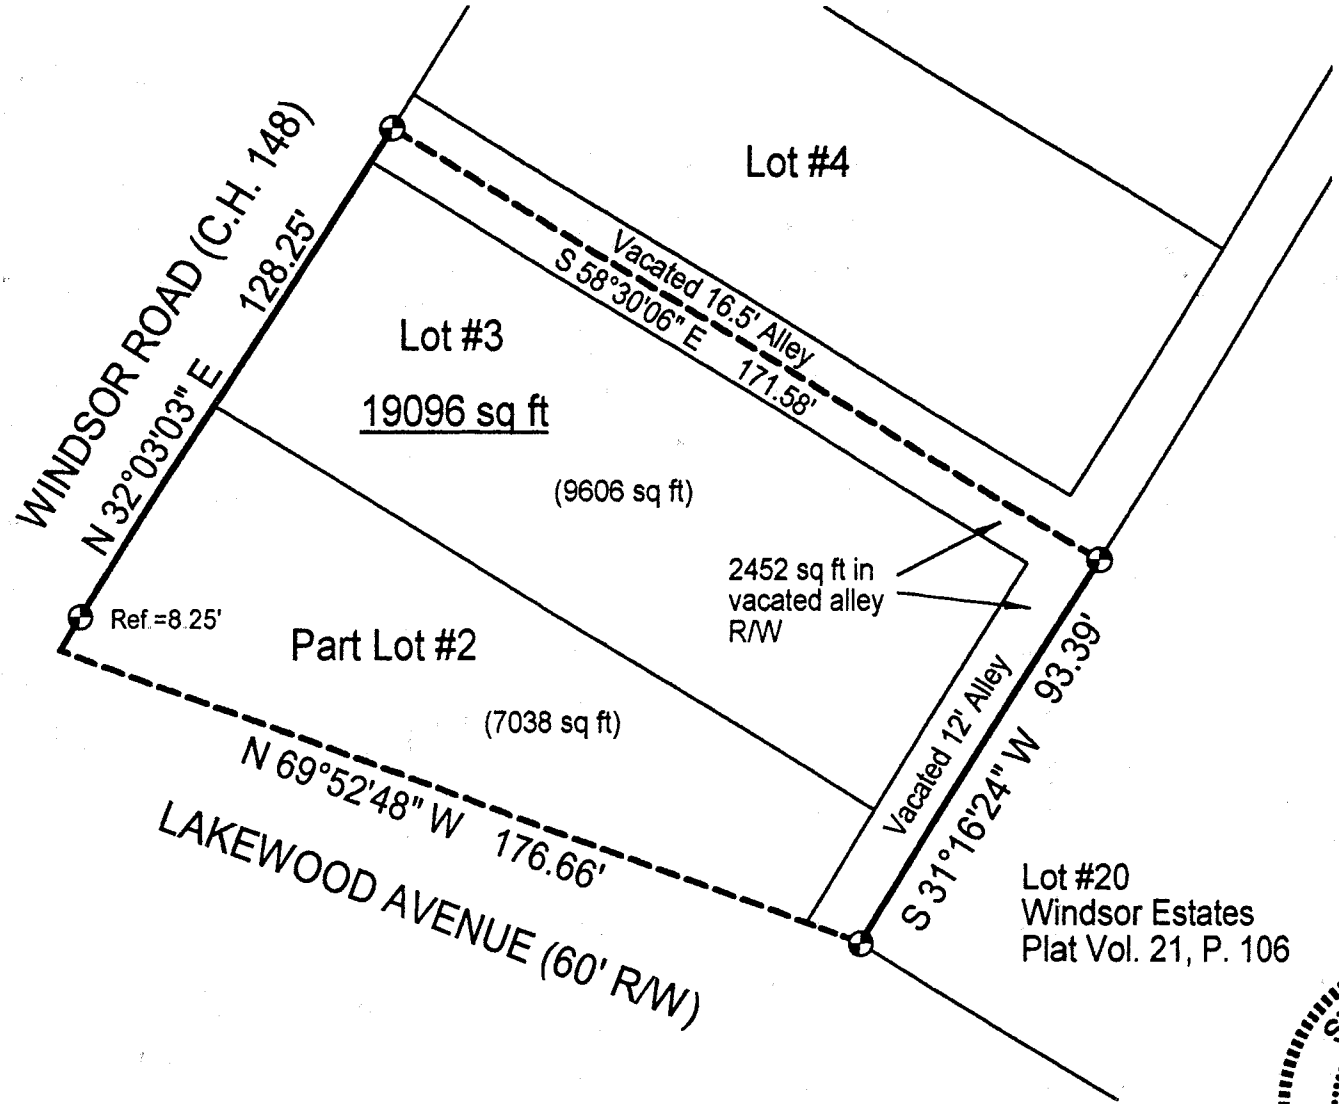 Lot #4
WINDSOR ROAD (C.H. 148)
128.25'
N 32°03'03" E
Vacated 16.5' Alley
S 58°30'06" E 171.58'
Lot #3
19096 sq ft
(9606 sq ft)
2452 sq ft in
vacated alley
R/W
Ref.=8.25'
Part Lot #2
(7038 sq ft)
Vacated 12' Alley
S 31°16'24" W 93.39'
N 69°52'48" W 176.66'
LAKEWOOD AVENUE (60' R/W)
Lot #20
Windsor Estates
Plat Vol. 21, P. 106